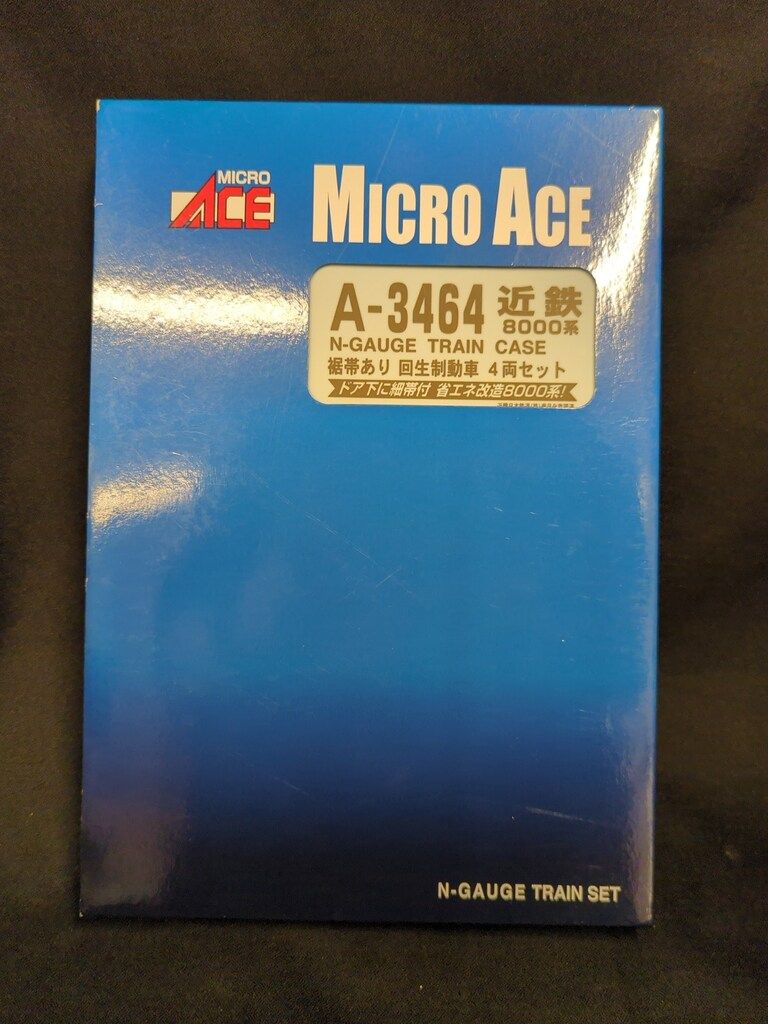 MICRO
ACE
MICRO ACE
A-3464 近鉄
8000系
N-GAUGE TRAIN CASE
裾帯あり 回生制動車 4両セット
ドア下に細帯付 省エネ改造8000系!
N-GAUGE TRAIN SET